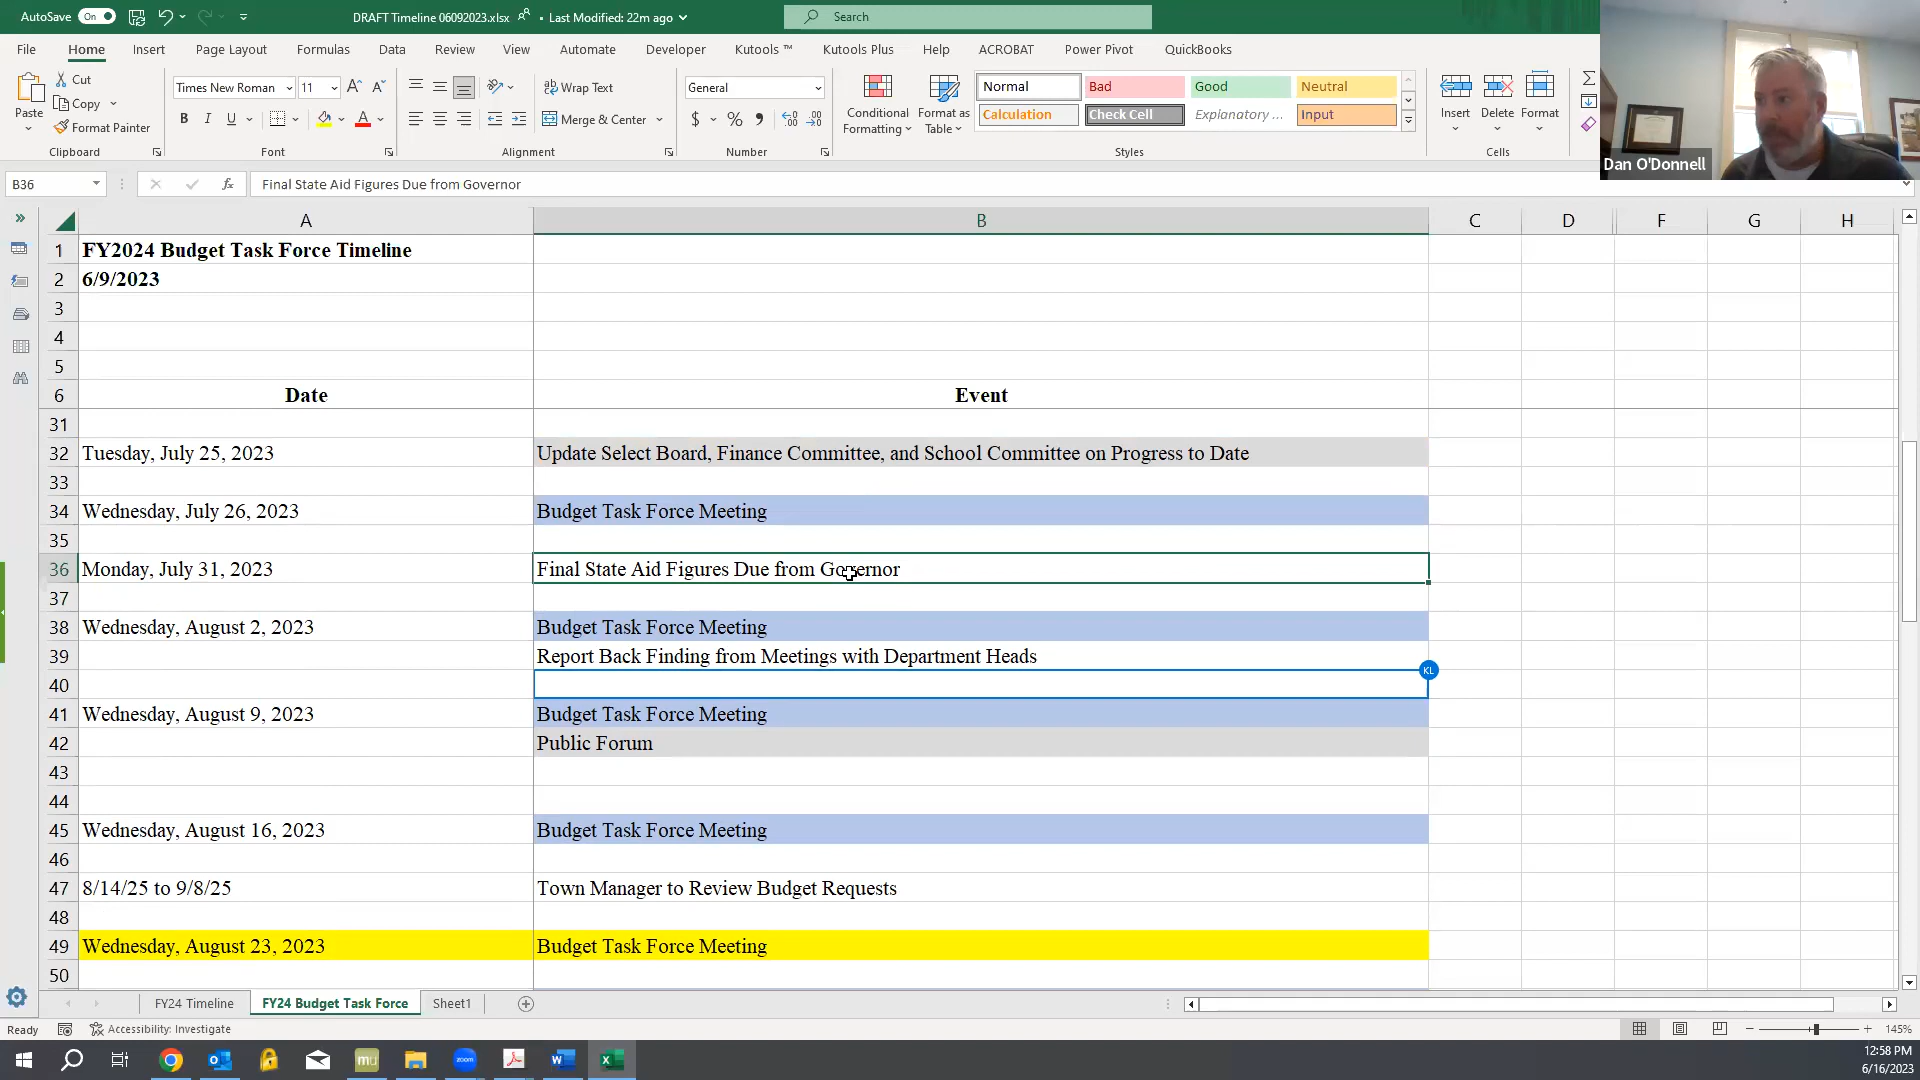 AutoSave On DRAFT Timeline 06092023.xlsx • Last Modified: 22m ago Search
File Home Insert Page Layout Formulas Data Review View Automate Developer Kutools ™ Kutools Plus Help ACROBAT Power Pivot QuickBooks
Paste Cut Copy Format Painter
Clipboard
Times New Roman 11
B I U A
Font
Wrap Text
Merge & Center
Alignment
General
$ % 9
Number
Conditional Formatting
Format as Table
Normal Bad Good Neutral
Calculation Check Cell Explanatory ... Input
Styles
Insert Delete Format
Cells
Dan O'Donnell
B36 fx Final State Aid Figures Due from Governor
A B C D F G H
1 FY2024 Budget Task Force Timeline
2 6/9/2023
3
4
5
6 Date Event
31
32 Tuesday, July 25, 2023 Update Select Board, Finance Committee, and School Committee on Progress to Date
33
34 Wednesday, July 26, 2023 Budget Task Force Meeting
35
36 Monday, July 31, 2023 Final State Aid Figures Due from Governor
37
38 Wednesday, August 2, 2023 Budget Task Force Meeting
39 Report Back Finding from Meetings with Department Heads
KL
40
41 Wednesday, August 9, 2023 Budget Task Force Meeting
42 Public Forum
43
44
45 Wednesday, August 16, 2023 Budget Task Force Meeting
46
47 8/14/25 to 9/8/25 Town Manager to Review Budget Requests
48
49 Wednesday, August 23, 2023 Budget Task Force Meeting
50
FY24 Timeline FY24 Budget Task Force Sheet1
Ready Accessibility: Investigate 145%
mu zoom
12:58 PM
6/16/2023